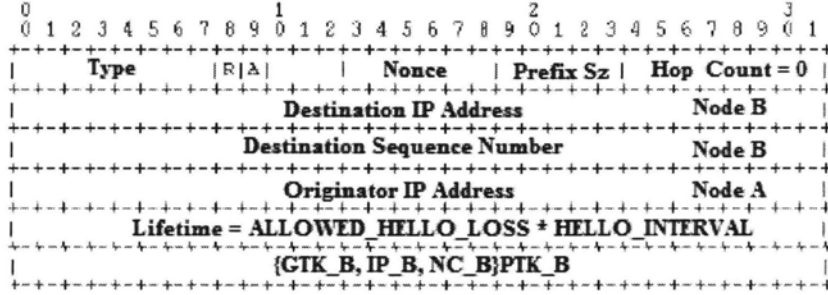 0 1 2 3
0 1 2 3 4 5 6 7 8 9 0 1 2 3 4 5 6 7 8 9 0 1 2 3 4 5 6 7 8 9 0 1
+-+-+-+-+-+-+-+-+-+-+-+-+-+-+-+-+-+-+-+-+-+-+-+-+-+-+-+-+-+-+-+-+
| Type |R|A| | Nonce | Prefix Sz | Hop Count = 0 |
+-+-+-+-+-+-+-+-+-+-+-+-+-+-+-+-+-+-+-+-+-+-+-+-+-+-+-+-+-+-+-+-+
| Destination IP Address Node B |
+-+-+-+-+-+-+-+-+-+-+-+-+-+-+-+-+-+-+-+-+-+-+-+-+-+-+-+-+-+-+-+-+
| Destination Sequence Number Node B |
+-+-+-+-+-+-+-+-+-+-+-+-+-+-+-+-+-+-+-+-+-+-+-+-+-+-+-+-+-+-+-+-+
| Originator IP Address Node A |
+-+-+-+-+-+-+-+-+-+-+-+-+-+-+-+-+-+-+-+-+-+-+-+-+-+-+-+-+-+-+-+-+
| Lifetime = ALLOWED_HELLO_LOSS * HELLO_INTERVAL |
+-+-+-+-+-+-+-+-+-+-+-+-+-+-+-+-+-+-+-+-+-+-+-+-+-+-+-+-+-+-+-+-+
| {GTK_B, IP_B, NC_B}PTK_B |
+-+-+-+-+-+-+-+-+-+-+-+-+-+-+-+-+-+-+-+-+-+-+-+-+-+-+-+-+-+-+-+-+